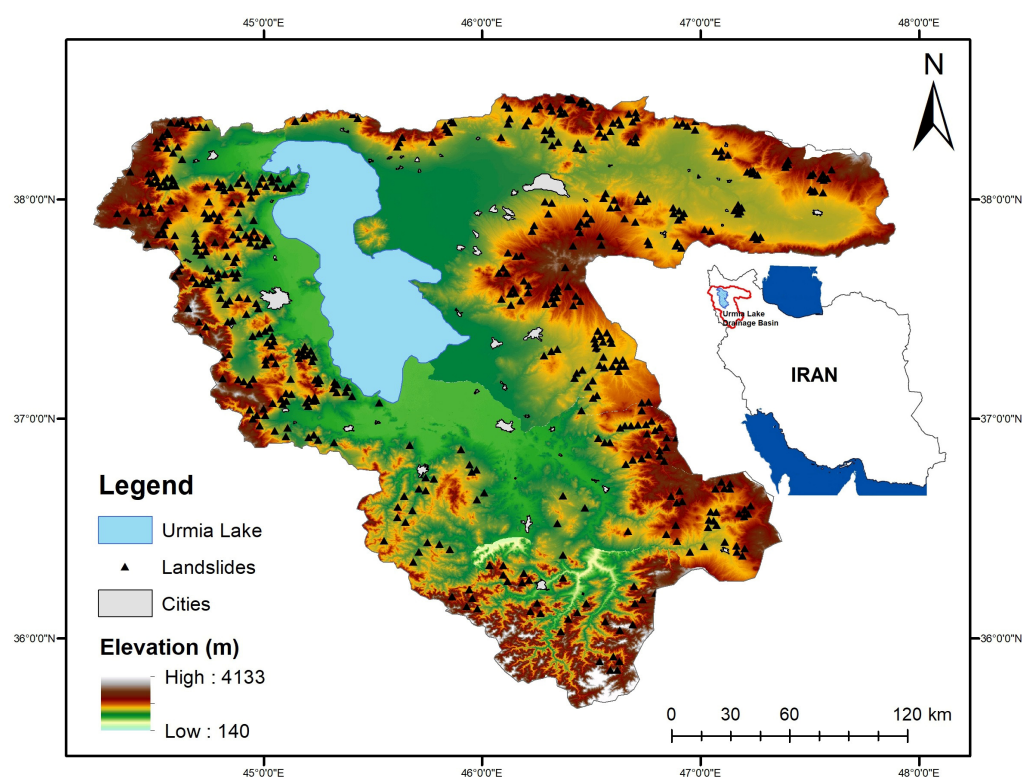 45°0'0"E 46°0'0"E 47°0'0"E 48°0'0"E
N
38°0'0"N 38°0'0"N
Urmia Lake
Drainage Basin
IRAN
37°0'0"N 37°0'0"N
Legend
Urmia Lake
Landslides
Cities
36°0'0"N 36°0'0"N
Elevation (m)
High : 4133
Low : 140
0 30 60 120 km
45°0'0"E 46°0'0"E 47°0'0"E 48°0'0"E